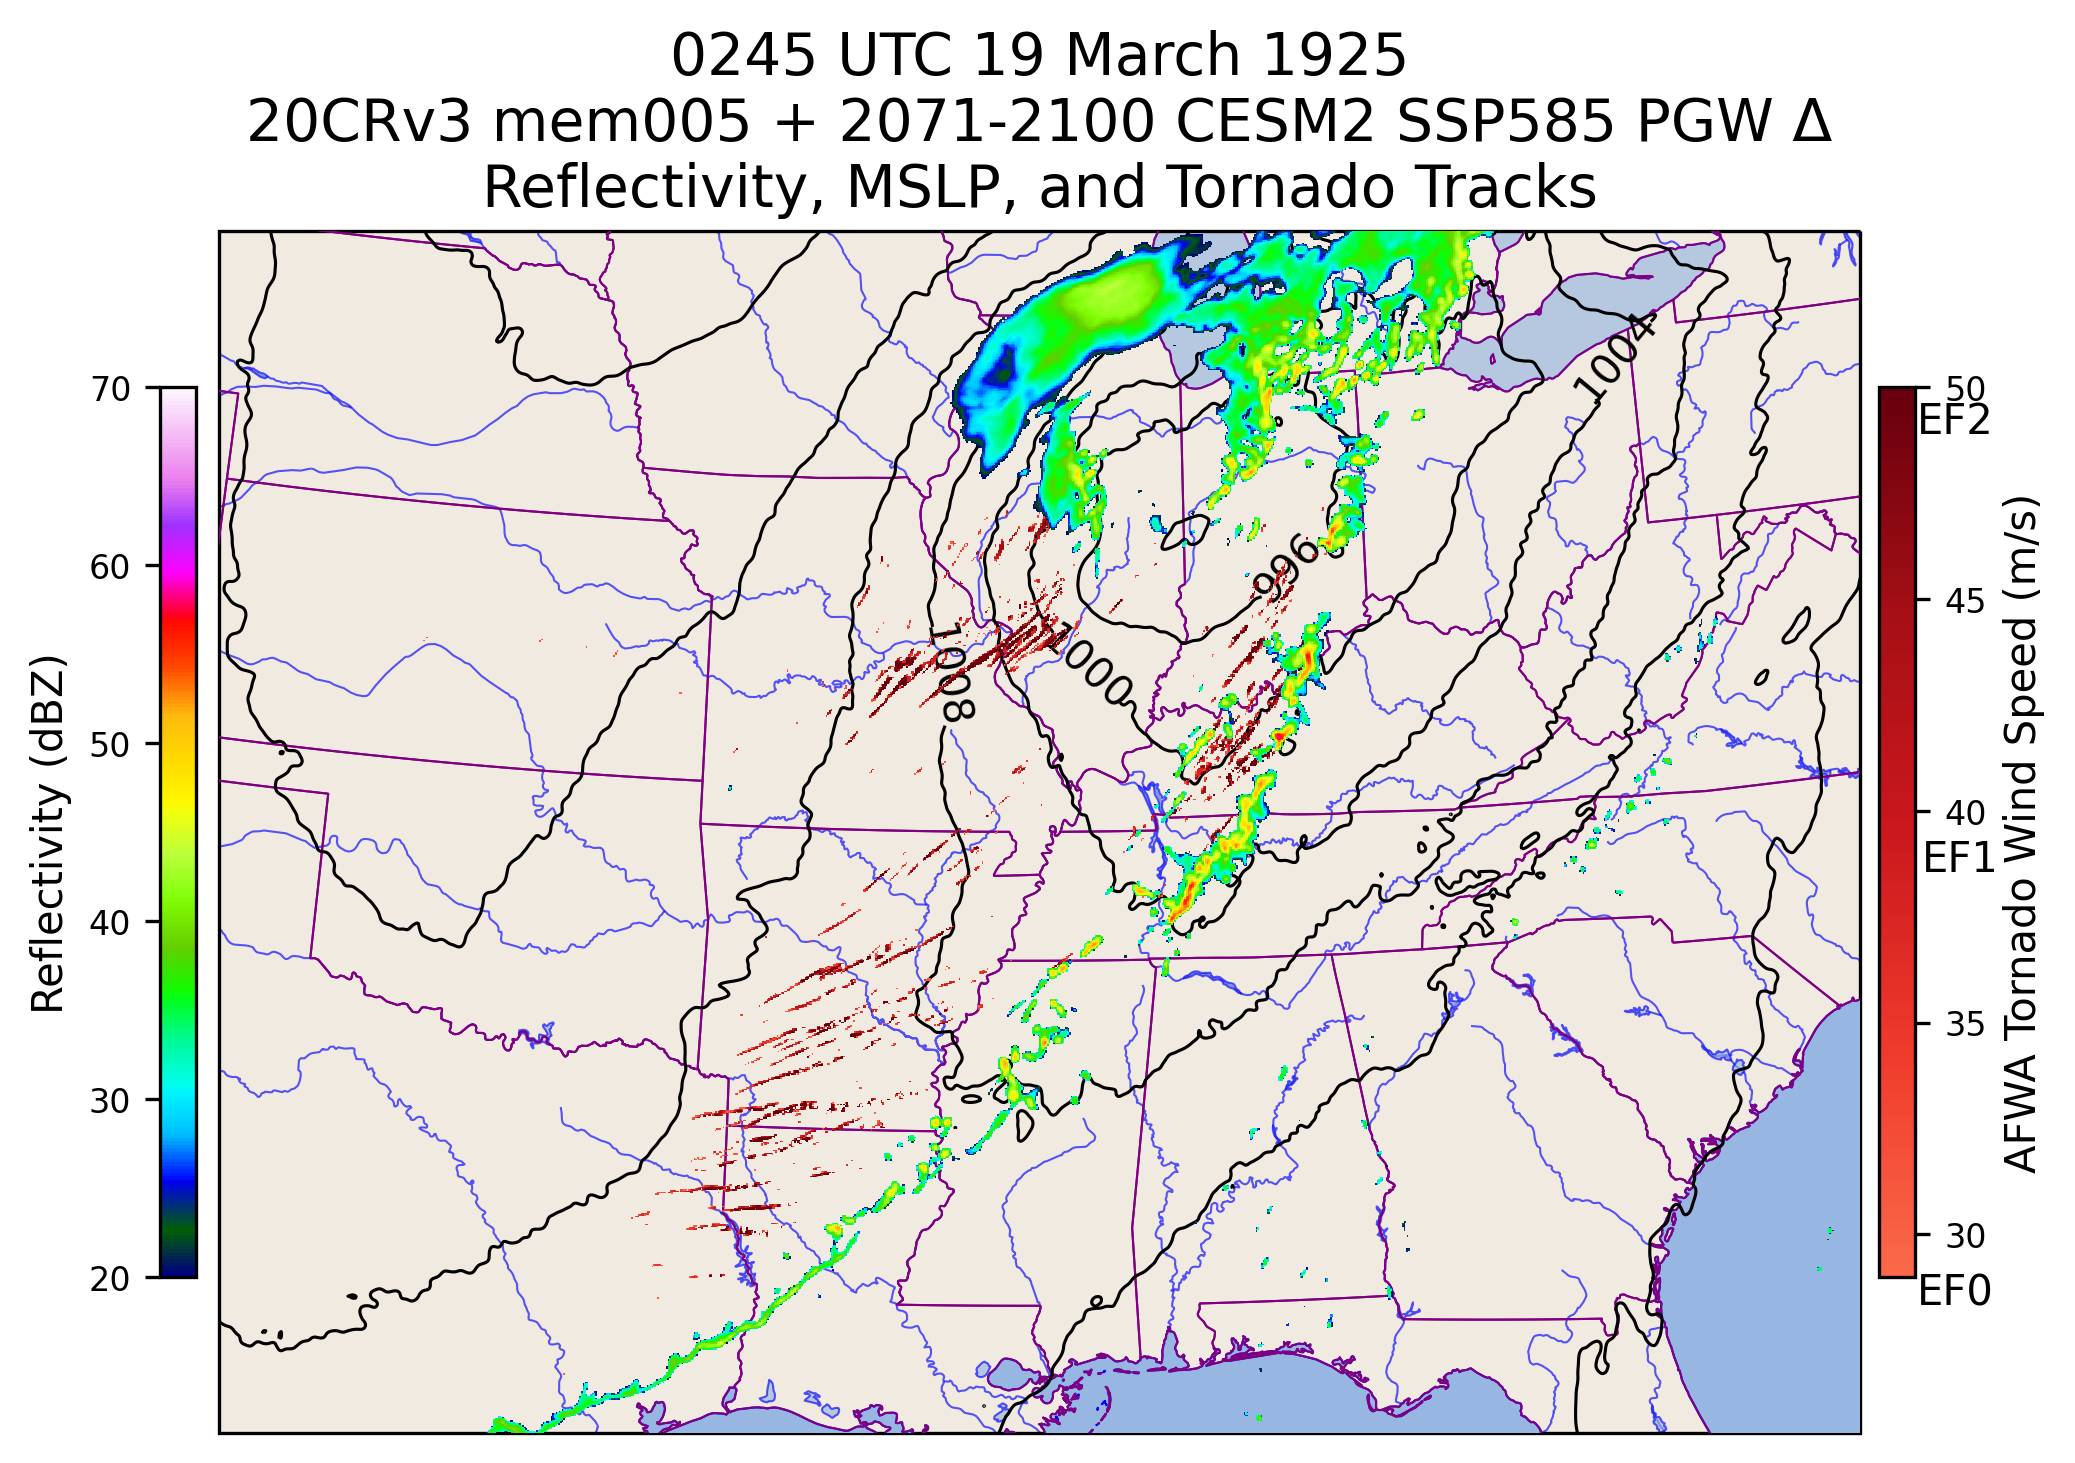 0245 UTC 19 March 1925
20CRv3 mem005 + 2071-2100 CESM2 SSP585 PGW Δ
Reflectivity, MSLP, and Tornado Tracks
Reflectivity (dBZ)
70
60
50
40
30
20
1004
996
1008
1000
50
EF2
45
40
EF1
35
30
EF0
AFWA Tornado Wind Speed (m/s)